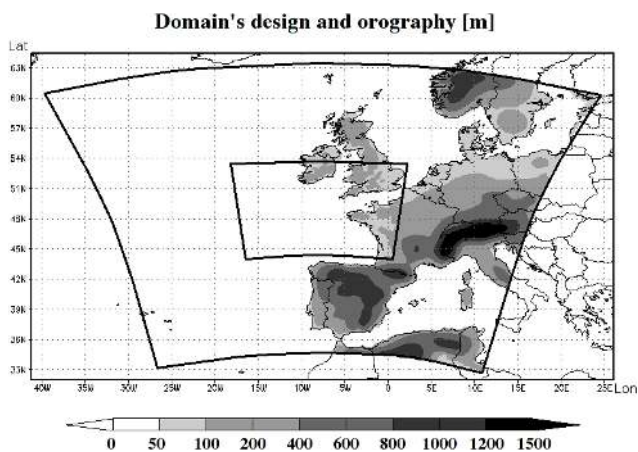 Domain's design and orography [m]
Lat
63N
60N
57N
54N
51N
48N
45N
42N
39N
36N
33N
40W 35W 30W 25W 20W 15W 10W 5W 0 5E 10E 15E 20E 25E Lon
0 50 100 200 400 600 800 1000 1200 1500